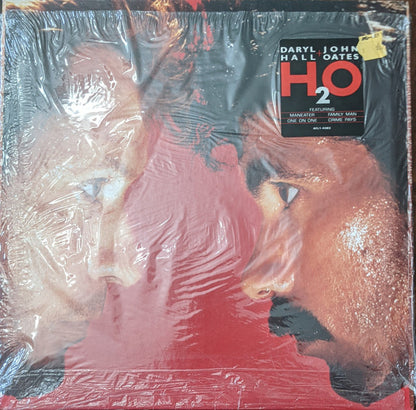 DARYL JOHN
HALL OATES
H2O
FEATURING
MANEATER FAMILY MAN
ONE ON ONE CRIME PAYS